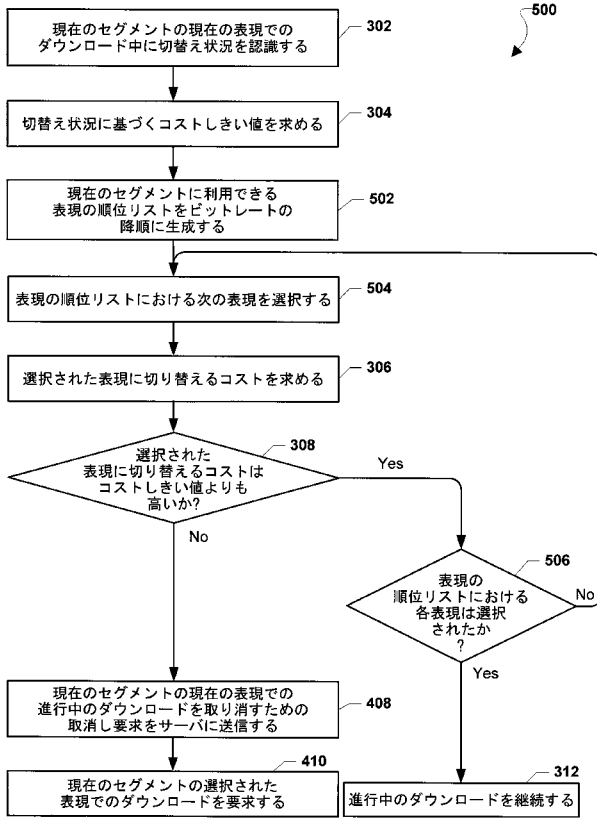 500
現在のセグメントの現在の表現での
ダウンロード中に切替え状況を認識する
302
切替え状況に基づくコストしきい値を求める
304
現在のセグメントに利用できる
表現の順位リストをビットレートの
降順に生成する
502
表現の順位リストにおける次の表現を選択する
504
選択された表現に切り替えるコストを求める
306
選択された
表現に切り替えるコストは
コストしきい値よりも
高いか?
308
Yes
No
表現の
順位リストにおける
各表現は選択
されたか
?
506
No
Yes
現在のセグメントの現在の表現での
進行中のダウンロードを取り消すための
取消し要求をサーバに送信する
408
現在のセグメントの選択された
表現でのダウンロードを要求する
410
進行中のダウンロードを継続する
312